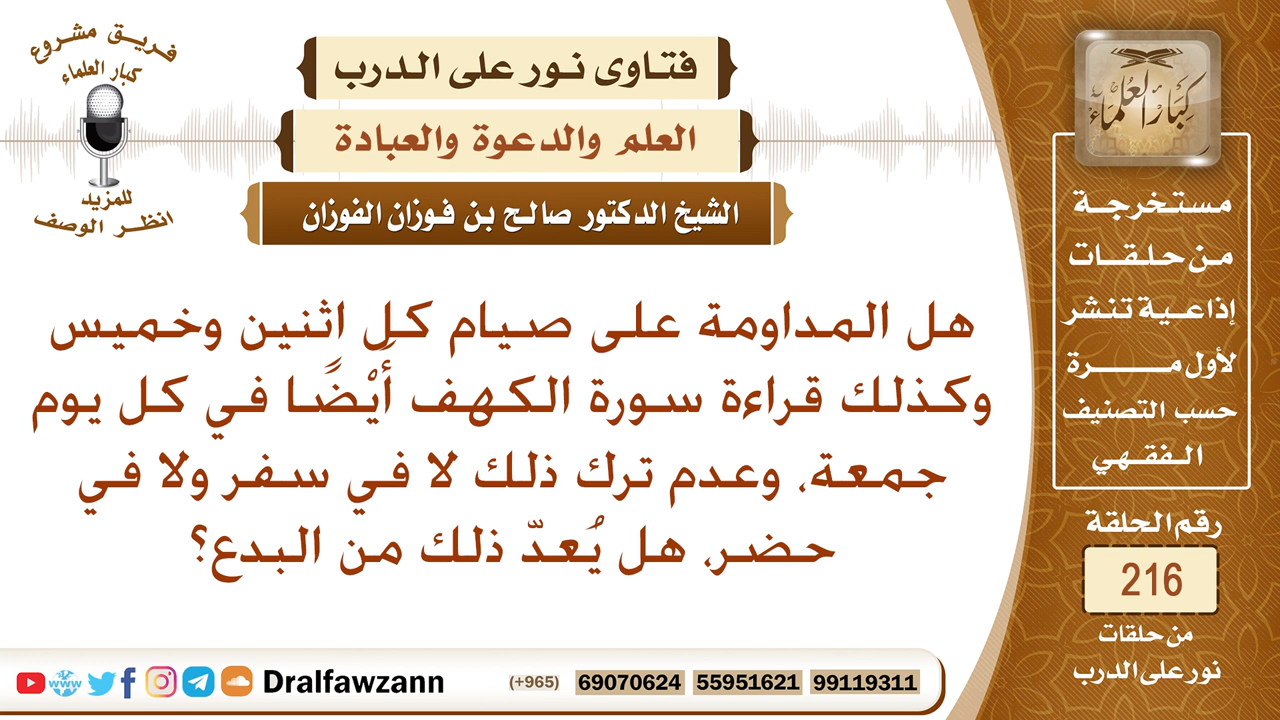 فريق مشروع
كبار العلماء
للمزيد
انظر الوصف
فتاوى نور على الدرب
العلم والدعوة والعبادة
الشيخ الدكتور صالح بن فوزان الفوزان
هل المداومة على صيام كل اثنين وخميس
وكذلك قراءة سورة الكهف أَيْضًا في كل يوم
جمعة، وعدم ترك ذلك لا في سفر ولا في
حضر، هل يُعدّ ذلك من البدع؟
كبار العلماء
مستخرجة
من حلقات
إذاعية تنشر
لأول مرة
حسب التصنيف
الفقهي
رقم الحلقة
216
من حلقات
نور على الدرب
www
Dralfawzann
(+965) 69070624 55951621 99119311